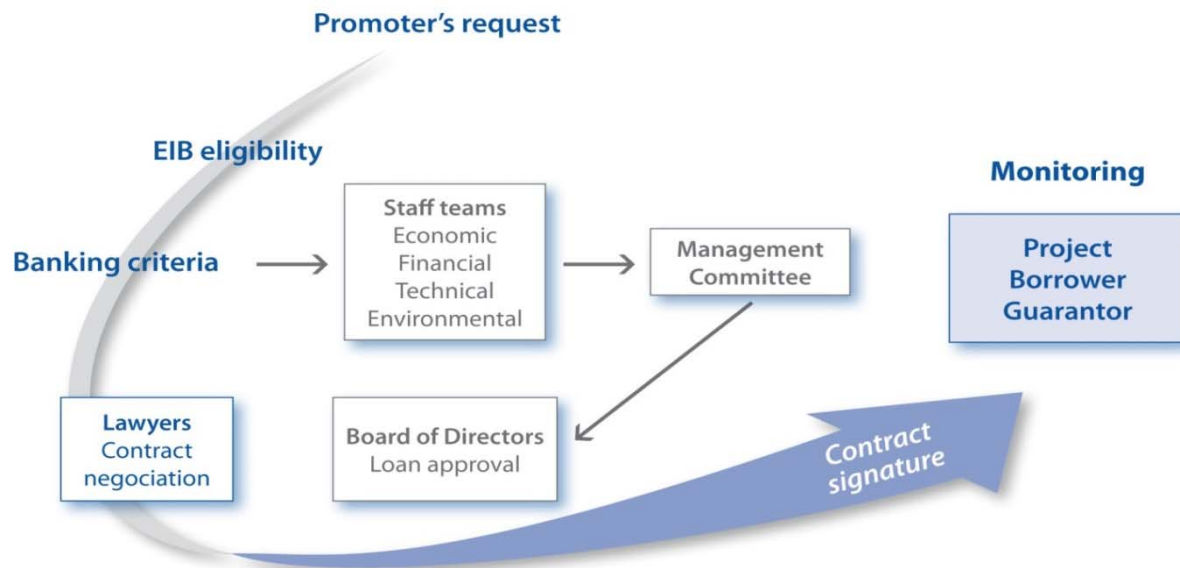 Promoter's request
EIB eligibility
Banking criteria
Staff teams
Economic
Financial
Technical
Environmental
Management
Committee
Monitoring
Project
Borrower
Guarantor
Lawyers
Contract
negociation
Board of Directors
Loan approval
Contract
signature